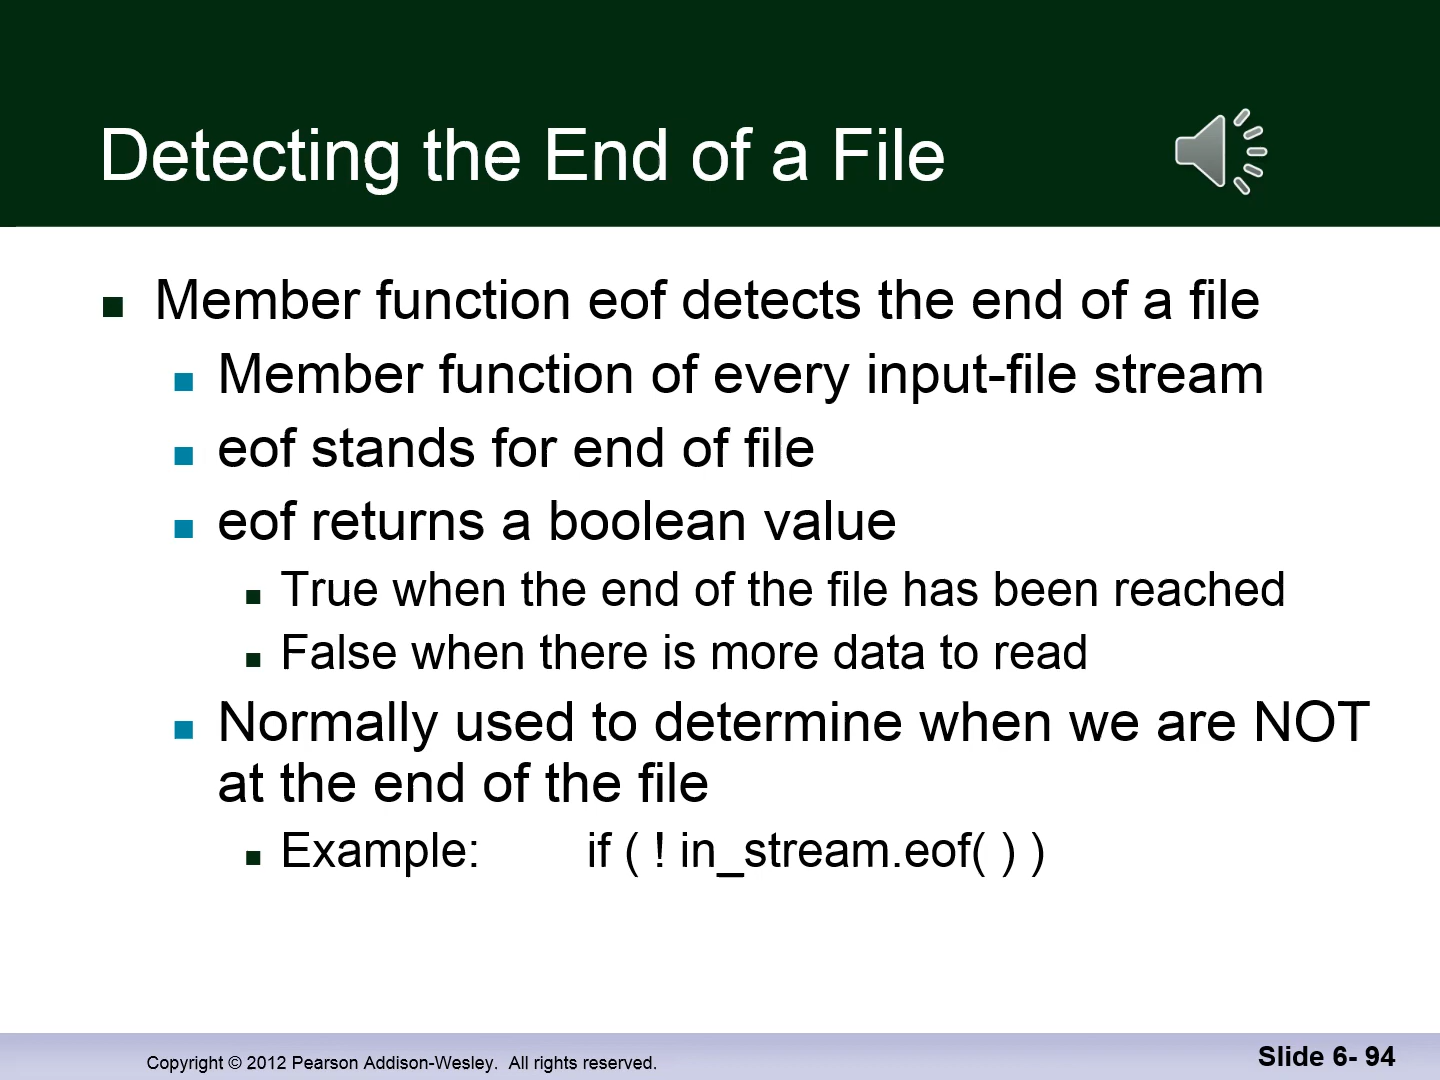 Detecting the End of a File
Member function eof detects the end of a file
Member function of every input-file stream
eof stands for end of file
eof returns a boolean value
True when the end of the file has been reached
False when there is more data to read
Normally used to determine when we are NOT
at the end of the file
Example: if ( ! in_stream.eof( ) )
Copyright © 2012 Pearson Addison-Wesley. All rights reserved.
Slide 6- 94